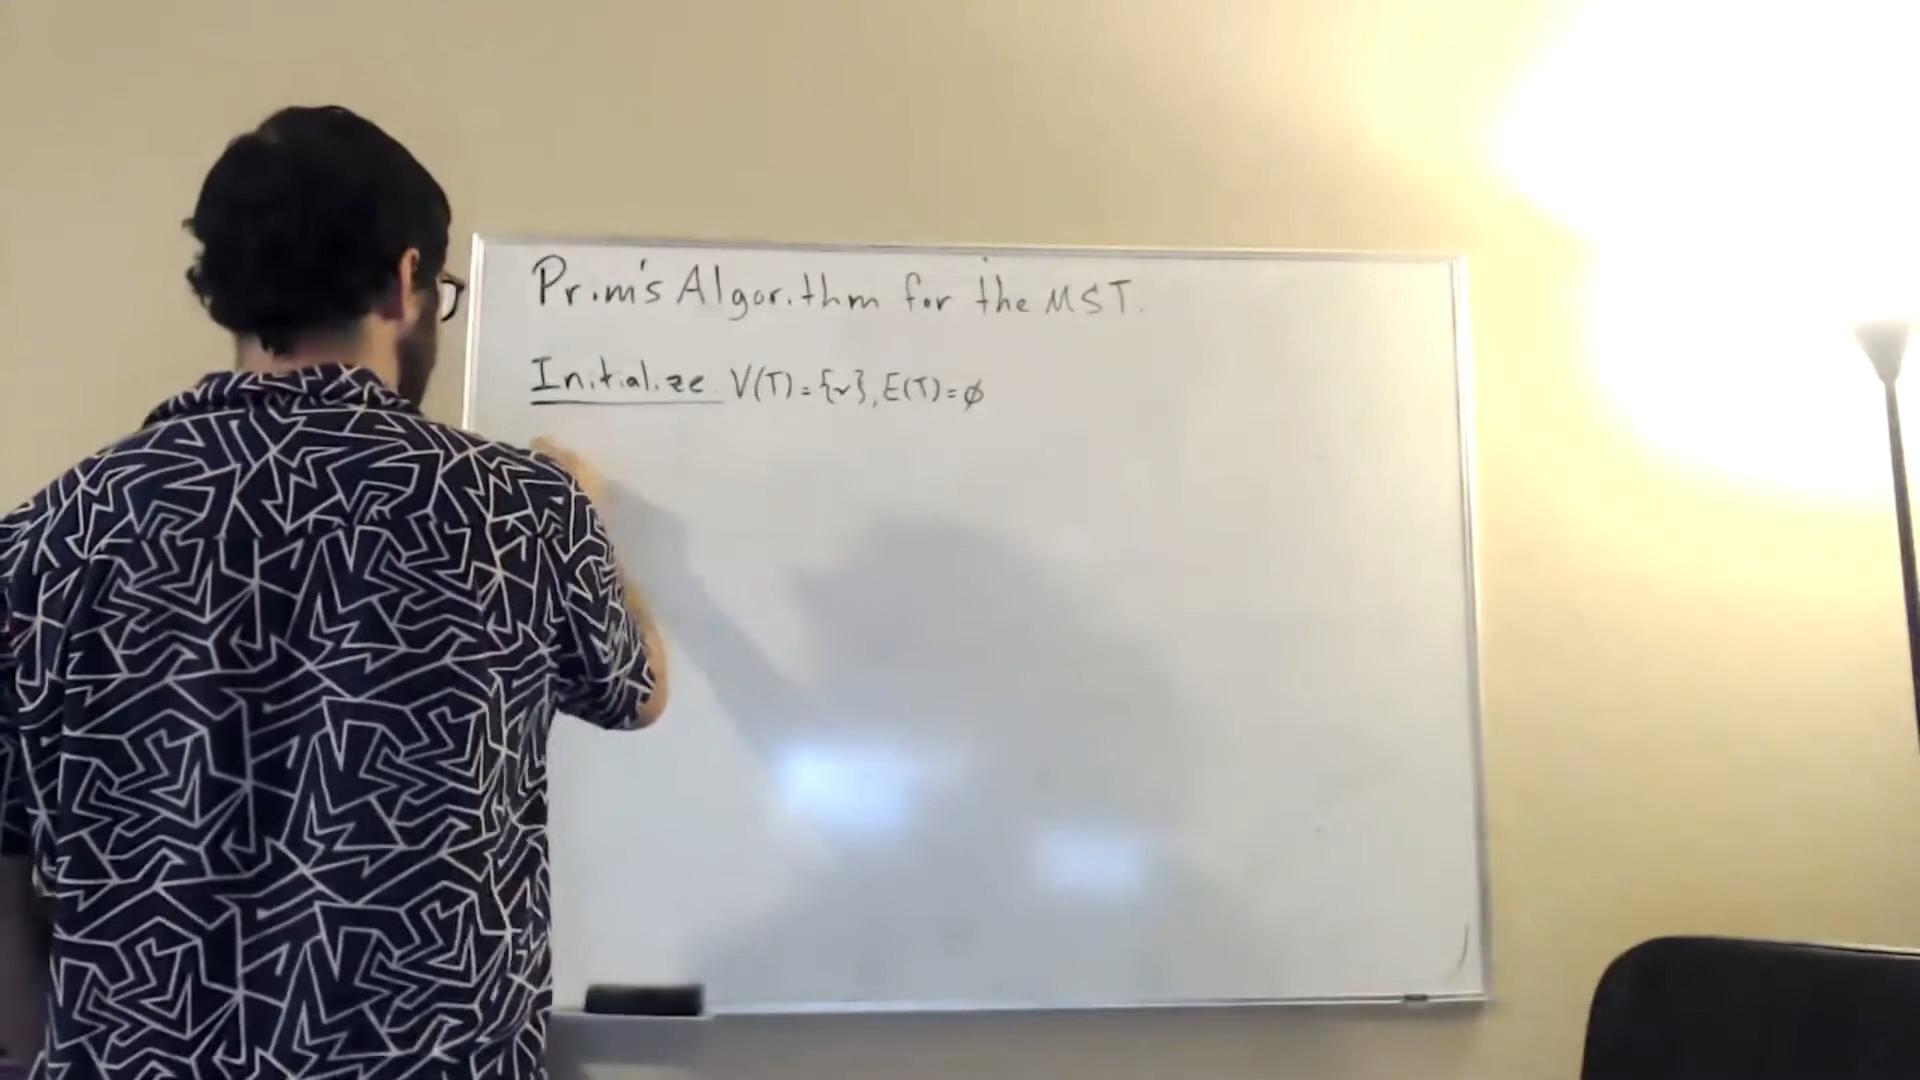 Prim's Algorithm for the MST.
Initialize V(T) = {v}, E(T) = ∅